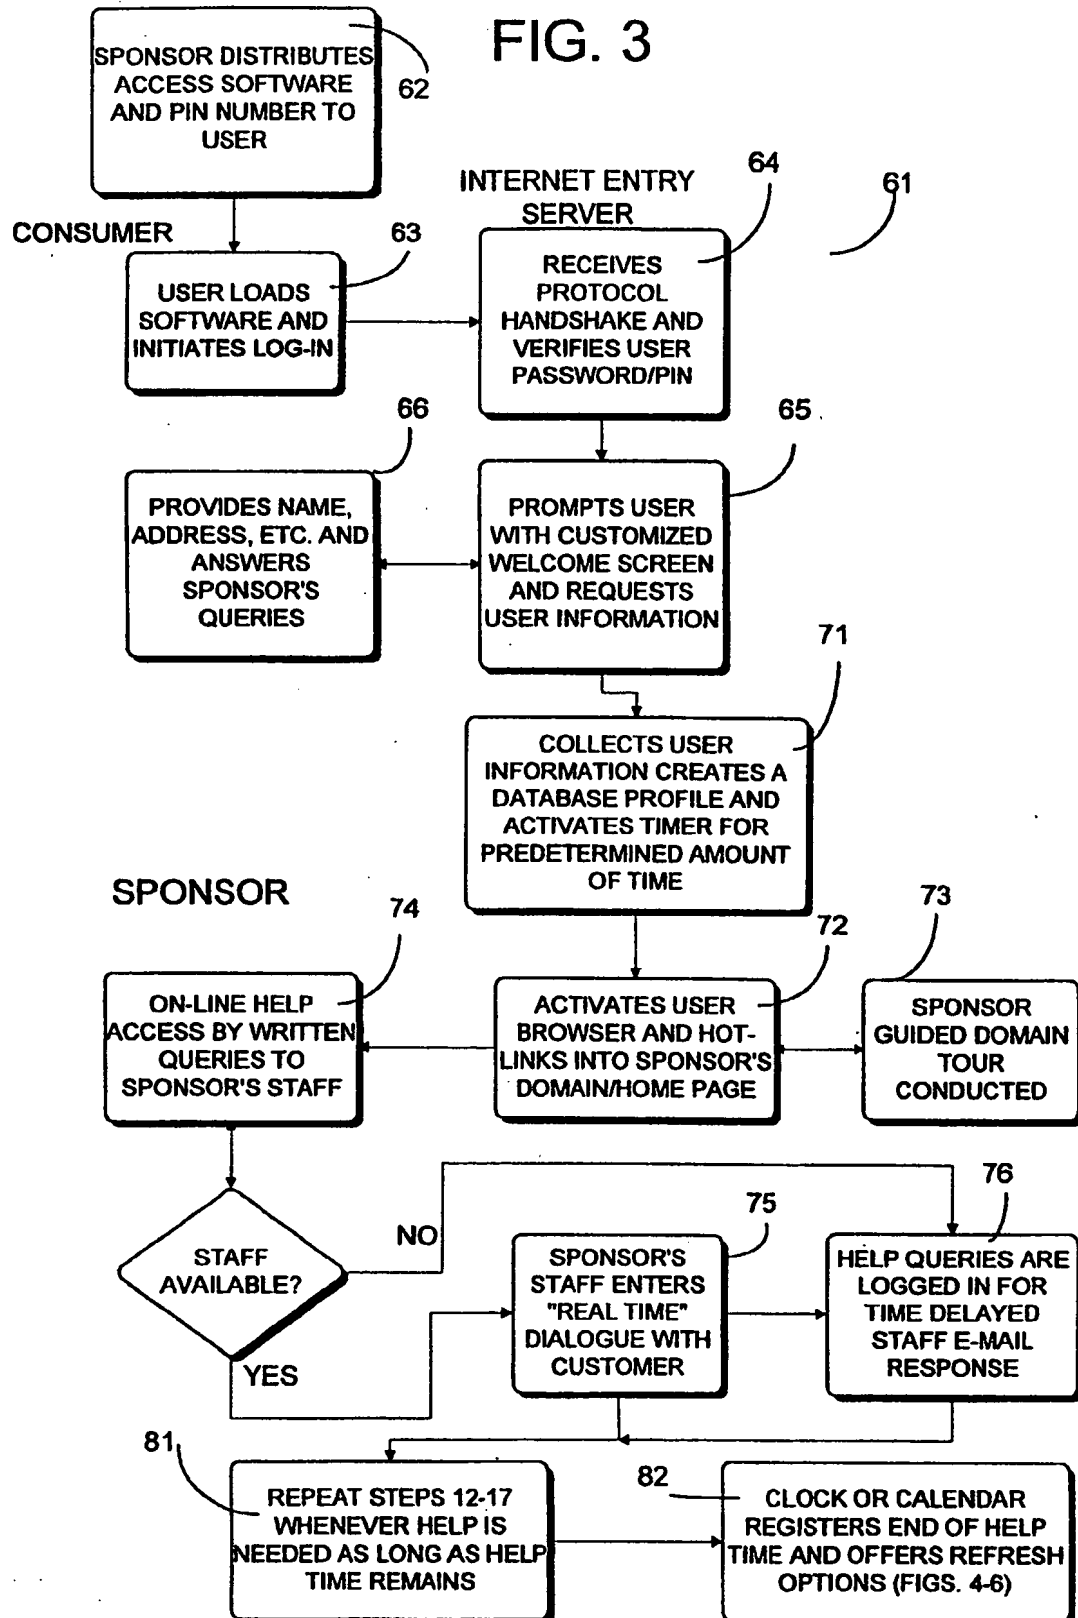 FIG. 3
SPONSOR DISTRIBUTES
ACCESS SOFTWARE
AND PIN NUMBER TO
USER
62
CONSUMER
63
USER LOADS
SOFTWARE AND
INITIATES LOG-IN
INTERNET ENTRY
SERVER
64
61
RECEIVES
PROTOCOL
HANDSHAKE AND
VERIFIES USER
PASSWORD/PIN
66
PROVIDES NAME,
ADDRESS, ETC. AND
ANSWERS
SPONSOR'S
QUERIES
65
PROMPTS USER
WITH CUSTOMIZED
WELCOME SCREEN
AND REQUESTS
USER INFORMATION
71
COLLECTS USER
INFORMATION CREATES A
DATABASE PROFILE AND
ACTIVATES TIMER FOR
PREDETERMINED AMOUNT
OF TIME
SPONSOR
74
ON-LINE HELP
ACCESS BY WRITTEN
QUERIES TO
SPONSOR'S STAFF
72
ACTIVATES USER
BROWSER AND HOT-
LINKS INTO SPONSOR'S
DOMAIN/HOME PAGE
73
SPONSOR
GUIDED DOMAIN
TOUR
CONDUCTED
STAFF
AVAILABLE?
NO
YES
75
SPONSOR'S
STAFF ENTERS
"REAL TIME"
DIALOGUE WITH
CUSTOMER
76
HELP QUERIES ARE
LOGGED IN FOR
TIME DELAYED
STAFF E-MAIL
RESPONSE
81
REPEAT STEPS 12-17
WHENEVER HELP IS
NEEDED AS LONG AS HELP
TIME REMAINS
82
CLOCK OR CALENDAR
REGISTERS END OF HELP
TIME AND OFFERS REFRESH
OPTIONS (FIGS. 4-6)